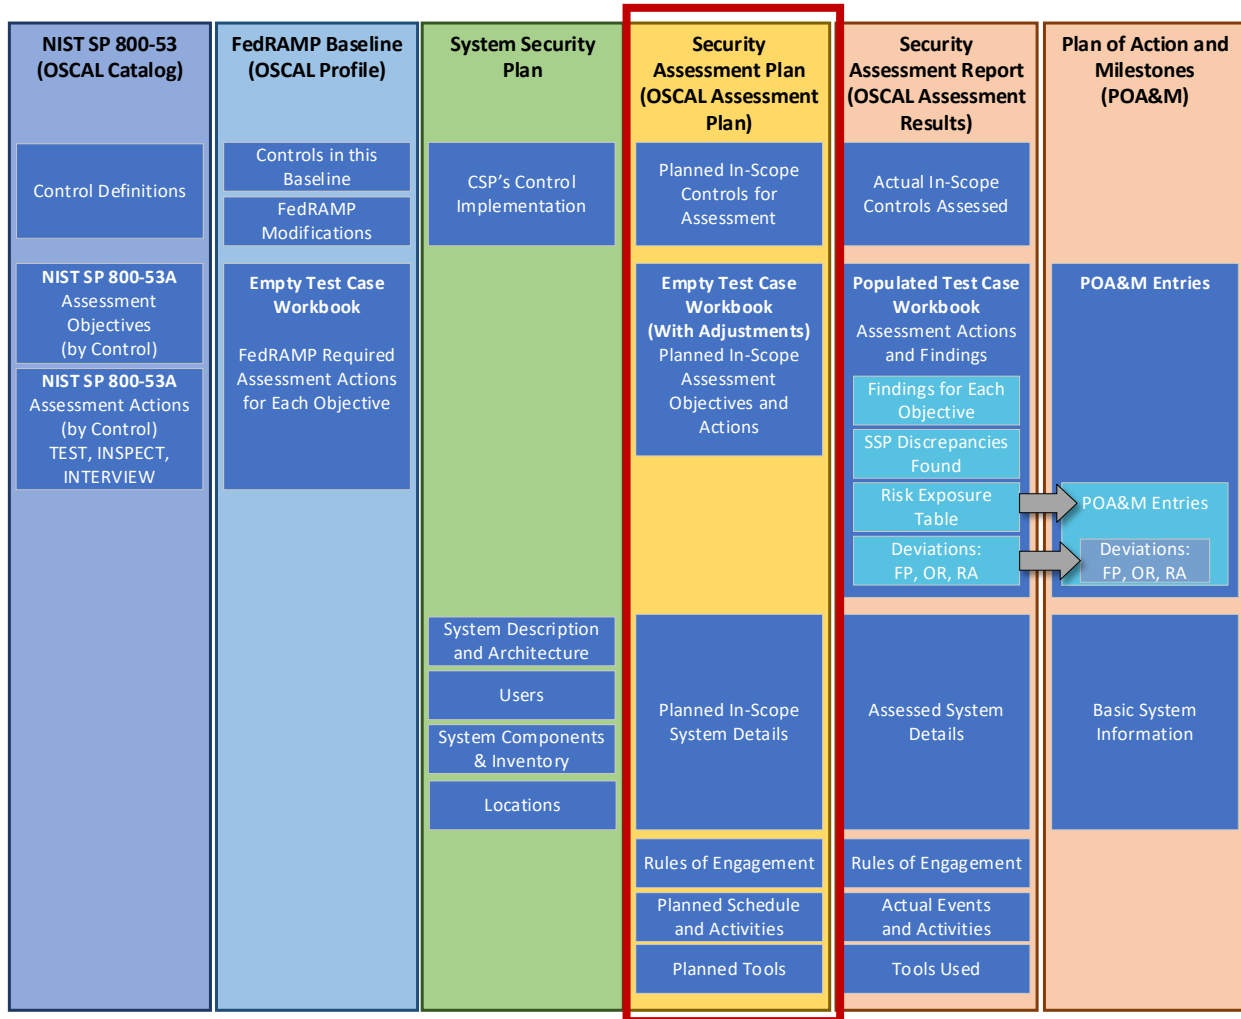 NIST SP 800-53
(OSCAL Catalog)
Control Definitions
NIST SP 800-53A
Assessment
Objectives
(by Control)
NIST SP 800-53A
Assessment Actions
(by Control)
TEST, INSPECT,
INTERVIEW
FedRAMP Baseline
(OSCAL Profile)
Controls in this
Baseline
FedRAMP
Modifications
Empty Test Case
Workbook
FedRAMP Required
Assessment Actions
for Each Objective
System Security
Plan
CSP's Control
Implementation
System Description
and Architecture
Users
System Components
& Inventory
Locations
Security
Assessment Plan
(OSCAL Assessment
Plan)
Planned In-Scope
Controls for
Assessment
Empty Test Case
Workbook
(With Adjustments)
Planned In-Scope
Assessment
Objectives and
Actions
Planned In-Scope
System Details
Rules of Engagement
Planned Schedule
and Activities
Planned Tools
Security
Assessment Report
(OSCAL Assessment
Results)
Actual In-Scope
Controls Assessed
Populated Test Case
Workbook
Assessment Actions
and Findings
Findings for Each
Objective
SSP Discrepancies
Found
Risk Exposure
Table
Deviations:
FP, OR, RA
Assessed System
Details
Rules of Engagement
Actual Events
and Activities
Tools Used
Plan of Action and
Milestones
(POA&M)
POA&M Entries
POA&M Entries
Deviations:
FP, OR, RA
Basic System
Information